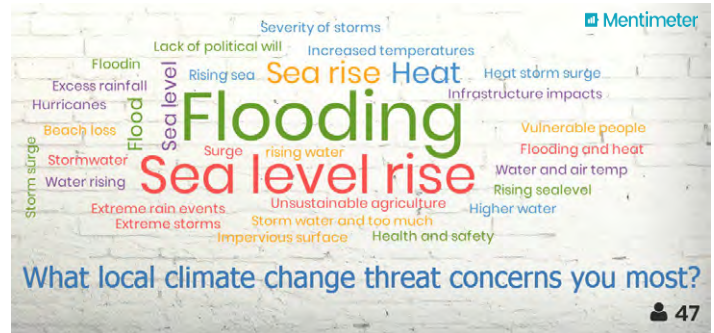 Mentimeter
Severity of storms
Lack of political will
Increased temperatures
Floodin
Rising sea
Sea rise
Heat
Heat storm surge
Excess rainfall
Sea level
Infrastructure impacts
Hurricanes
Flood
Flooding
Beach loss
Vulnerable people
Storm surge
Stormwater
Surge
rising water
Flooding and heat
Water rising
Sea level rise
Water and air temp
Rising sealevel
Extreme rain events
Unsustainable agriculture
Higher water
Extreme storms
Storm water and too much
Impervious surface
Health and safety
What local climate change threat concerns you most?
47